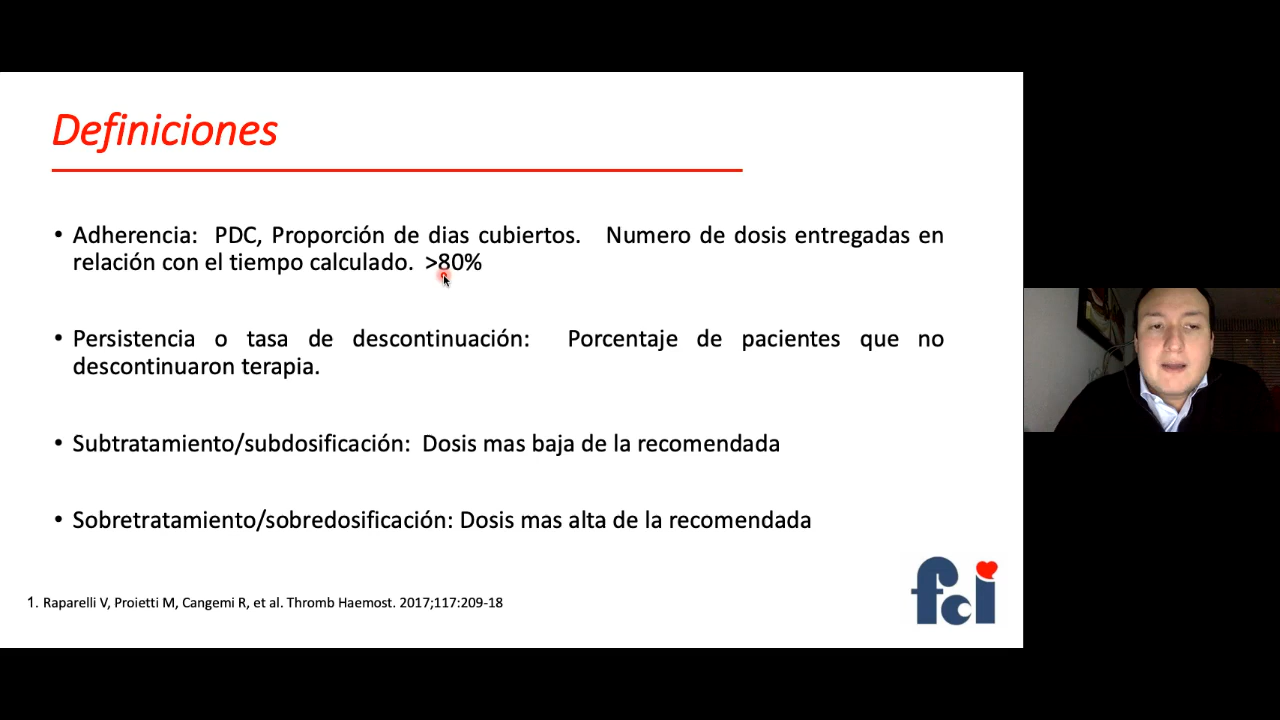 Definiciones
• Adherencia: PDC, Proporción de dias cubiertos. Numero de dosis entregadas en
relación con el tiempo calculado. >80%
• Persistencia o tasa de descontinuación: Porcentaje de pacientes que no
descontinuaron terapia.
• Subtratamiento/subdosificación: Dosis mas baja de la recomendada
• Sobretratamiento/sobredosificación: Dosis mas alta de la recomendada
1. Raparelli V, Proietti M, Cangemi R, et al. Thromb Haemost. 2017;117:209-18
fci